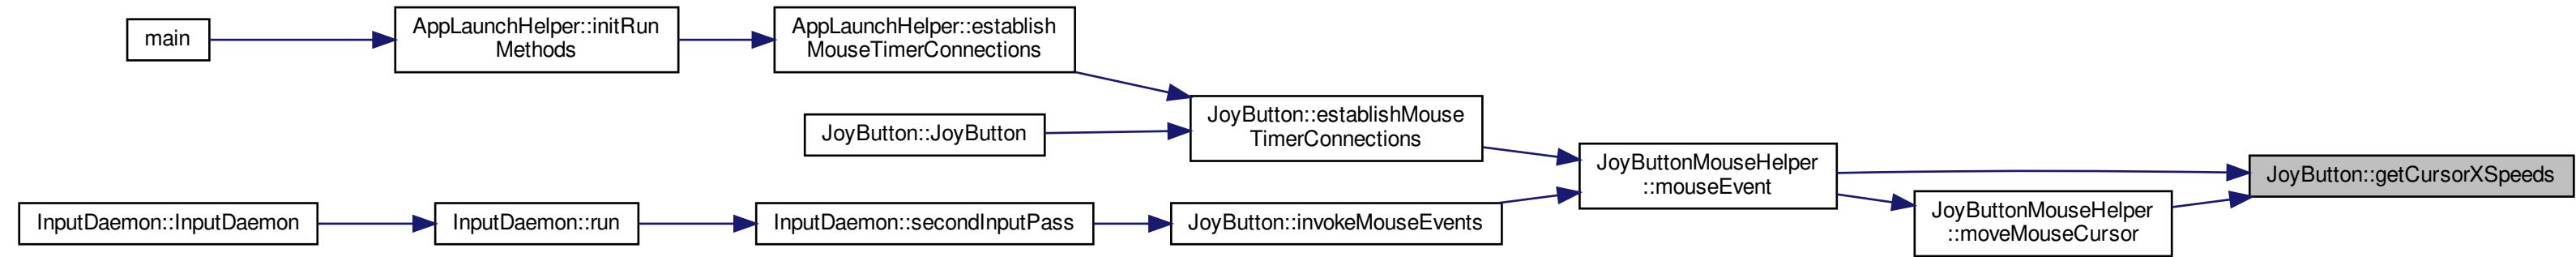 main
AppLaunchHelper::initRun
Methods
AppLaunchHelper::establish
MouseTimerConnections
JoyButton::JoyButton
JoyButton::establishMouse
TimerConnections
JoyButtonMouseHelper
::mouseEvent
JoyButton::getCursorXSpeeds
JoyButtonMouseHelper
::moveMouseCursor
InputDaemon::InputDaemon
InputDaemon::run
InputDaemon::secondInputPass
JoyButton::invokeMouseEvents